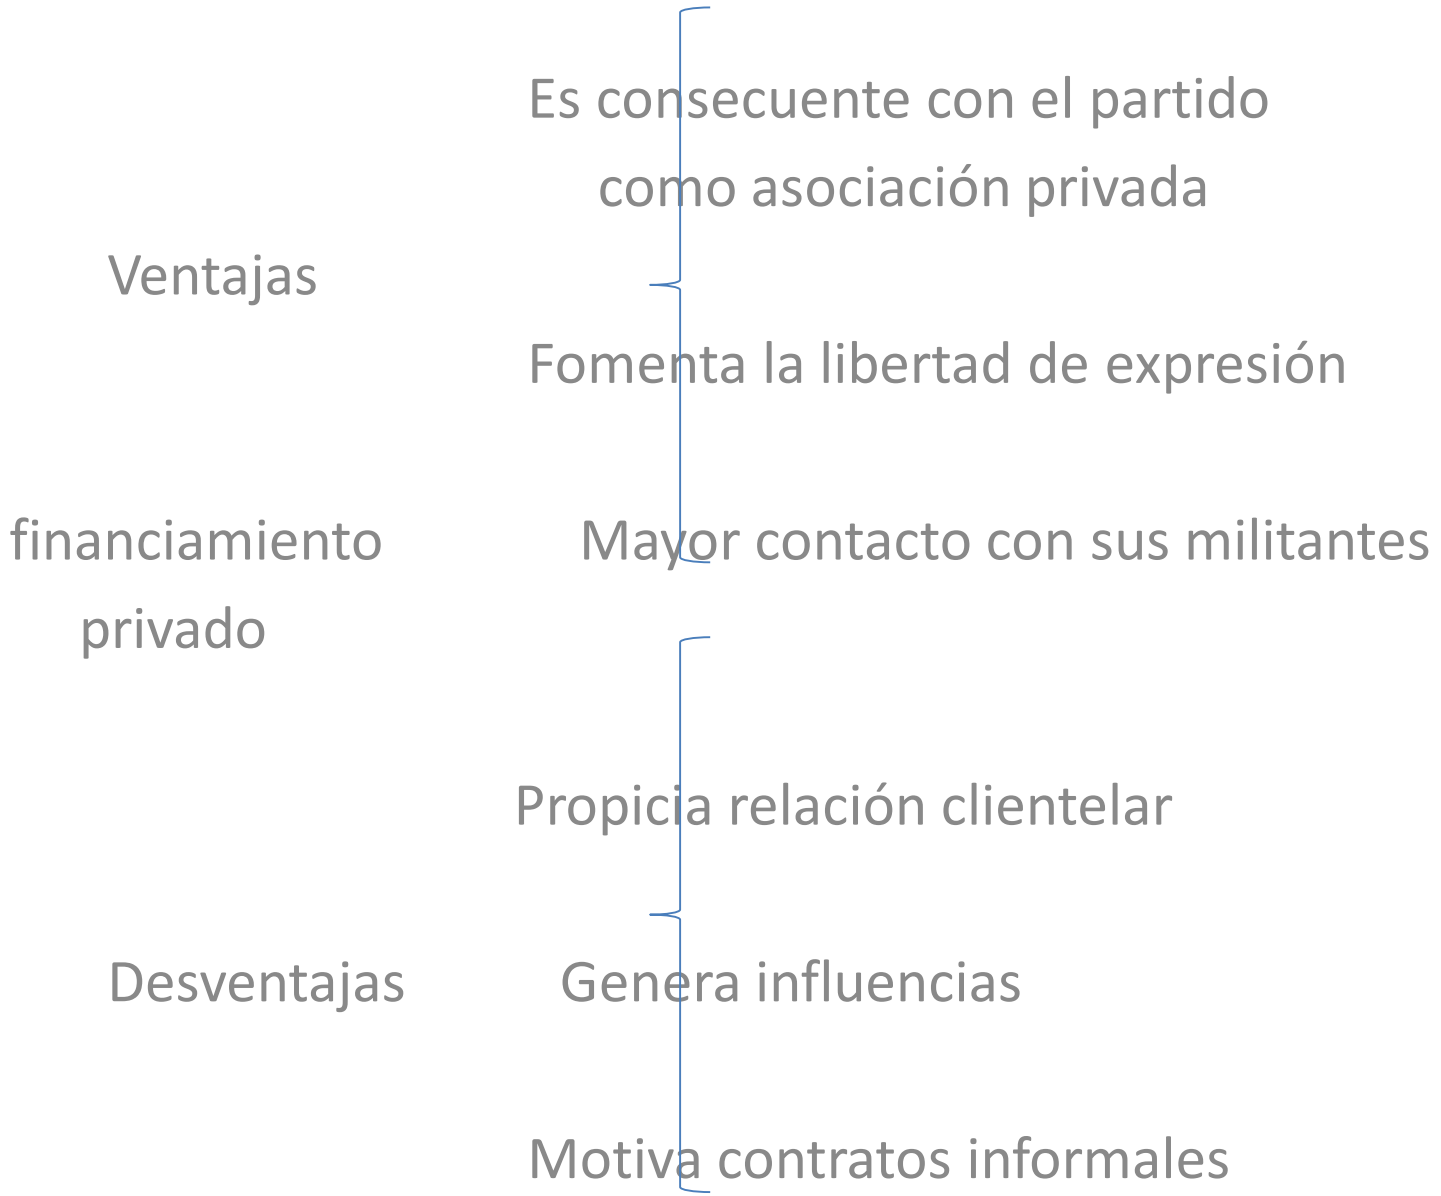 Es consecuente con el partido
como asociación privada
Ventajas
Fomenta la libertad de expresión
financiamiento Mayor contacto con sus militantes
privado
Propicia relación clientelar
Desventajas Genera influencias
Motiva contratos informales